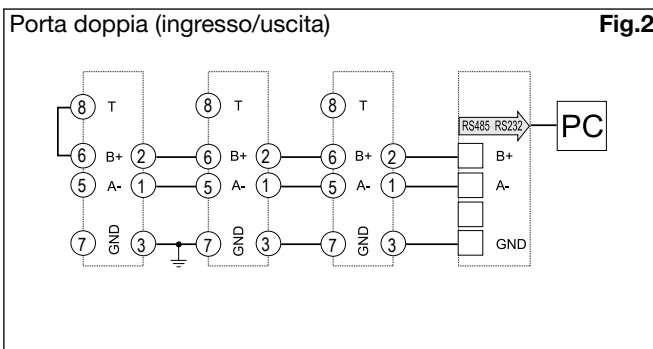 Porta doppia (ingresso/uscita) Fig.2
8 T 8 T 8 T
RS485 RS232 PC
6 B+ 2 6 B+ 2 6 B+ 2 B+
5 A- 1 5 A- 1 5 A- 1 A-
7 GND 3 7 GND 3 7 GND 3 GND